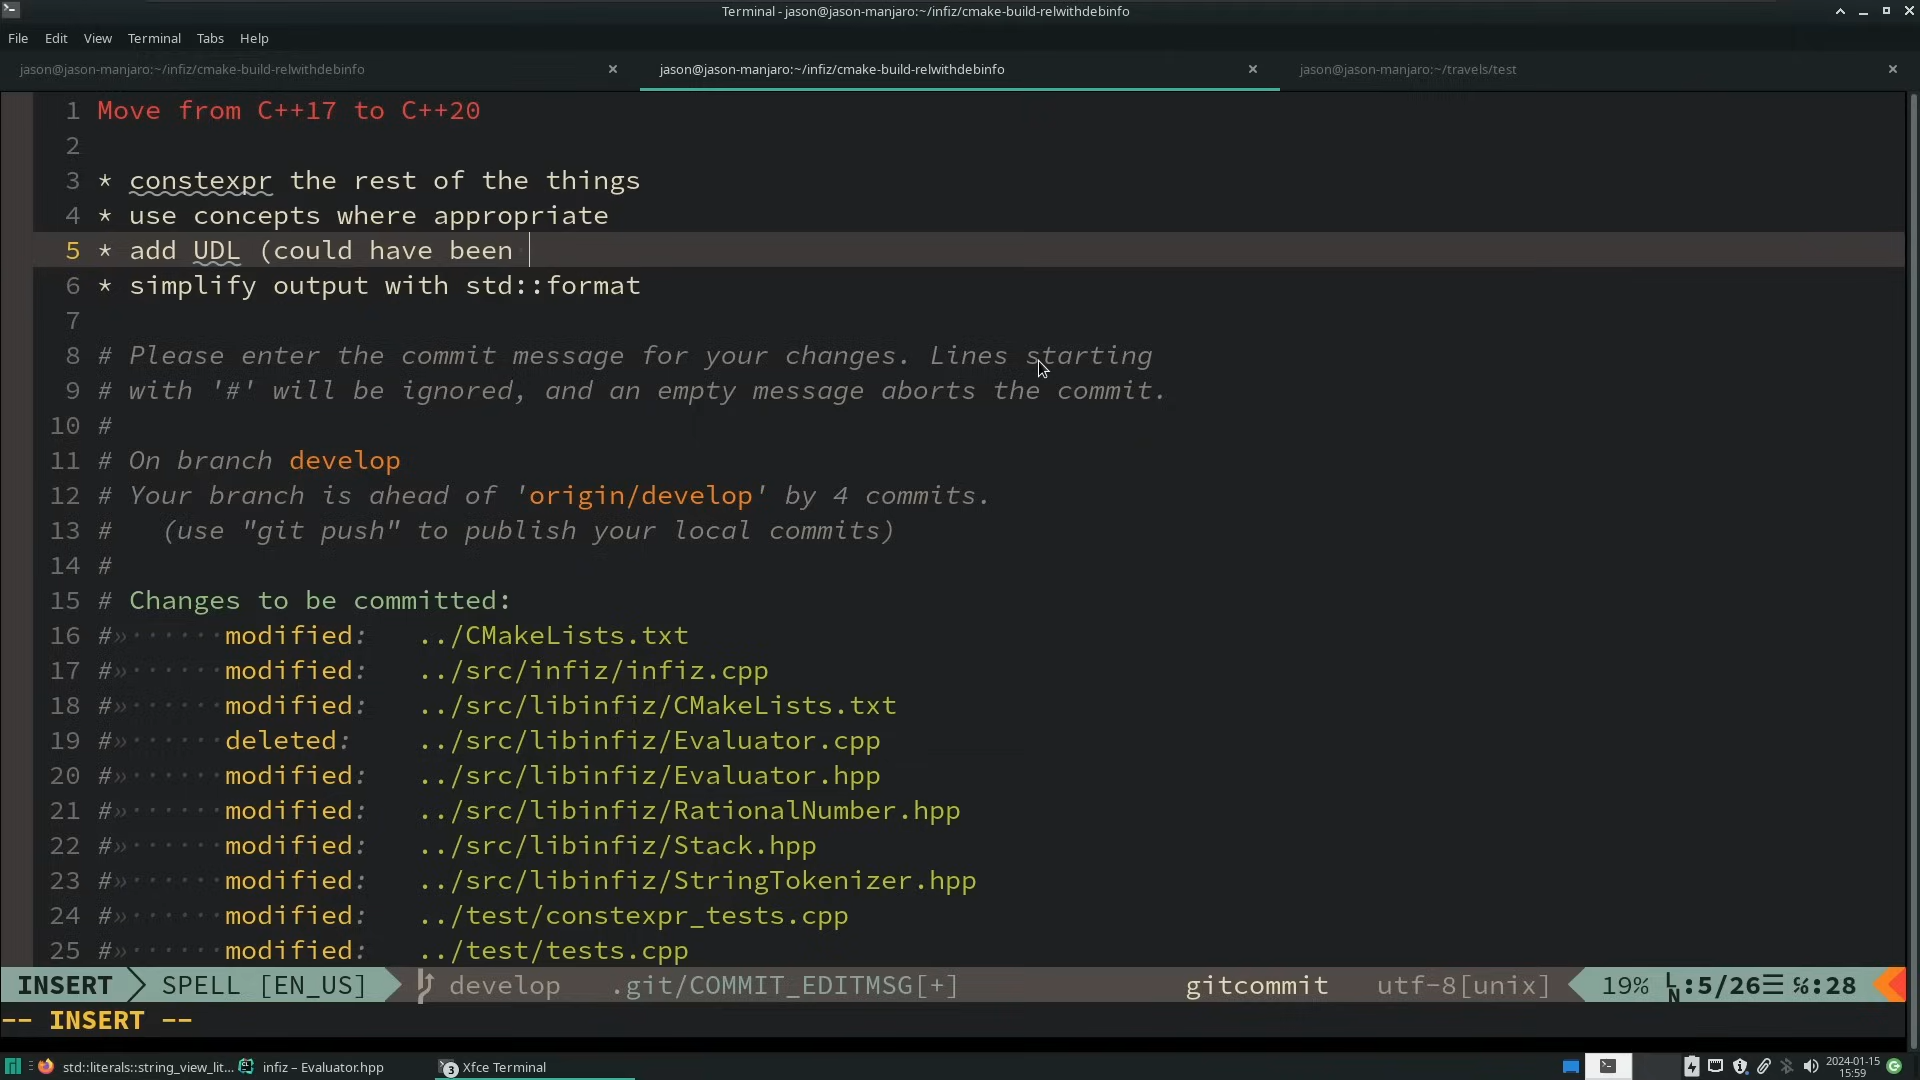 Terminal - jason@jason-manjaro:~/infiz/cmake-build-relwithdebinfo
File Edit View Terminal Tabs Help
jason@jason-manjaro:~/infiz/cmake-build-relwithdebinfo × jason@jason-manjaro:~/infiz/cmake-build-relwithdebinfo × jason@jason-manjaro:~/travels/test ×
1 Move from C++17 to C++20
2
3 * constexpr the rest of the things
4 * use concepts where appropriate
5 * add UDL (could have been
6 * simplify output with std::format
7
8 # Please enter the commit message for your changes. Lines starting
9 # with '#' will be ignored, and an empty message aborts the commit.
10 #
11 # On branch develop
12 # Your branch is ahead of 'origin/develop' by 4 commits.
13 #   (use "git push" to publish your local commits)
14 #
15 # Changes to be committed:
16 #»······modified:   ../CMakeLists.txt
17 #»······modified:   ../src/infiz/infiz.cpp
18 #»······modified:   ../src/libinfiz/CMakeLists.txt
19 #»······deleted:    ../src/libinfiz/Evaluator.cpp
20 #»······modified:   ../src/libinfiz/Evaluator.hpp
21 #»······modified:   ../src/libinfiz/RationalNumber.hpp
22 #»······modified:   ../src/libinfiz/Stack.hpp
23 #»······modified:   ../src/libinfiz/StringTokenizer.hpp
24 #»······modified:   ../test/constexpr_tests.cpp
25 #»······modified:   ../test/tests.cpp
INSERT SPELL [EN_US] develop .git/COMMIT_EDITMSG[+] gitcommit utf-8[unix] 19% LN:5/26☰ ℅:28
-- INSERT --
std::literals::string_view_lit... infiz – Evaluator.hpp 3 Xfce Terminal 2024-01-15
15:59